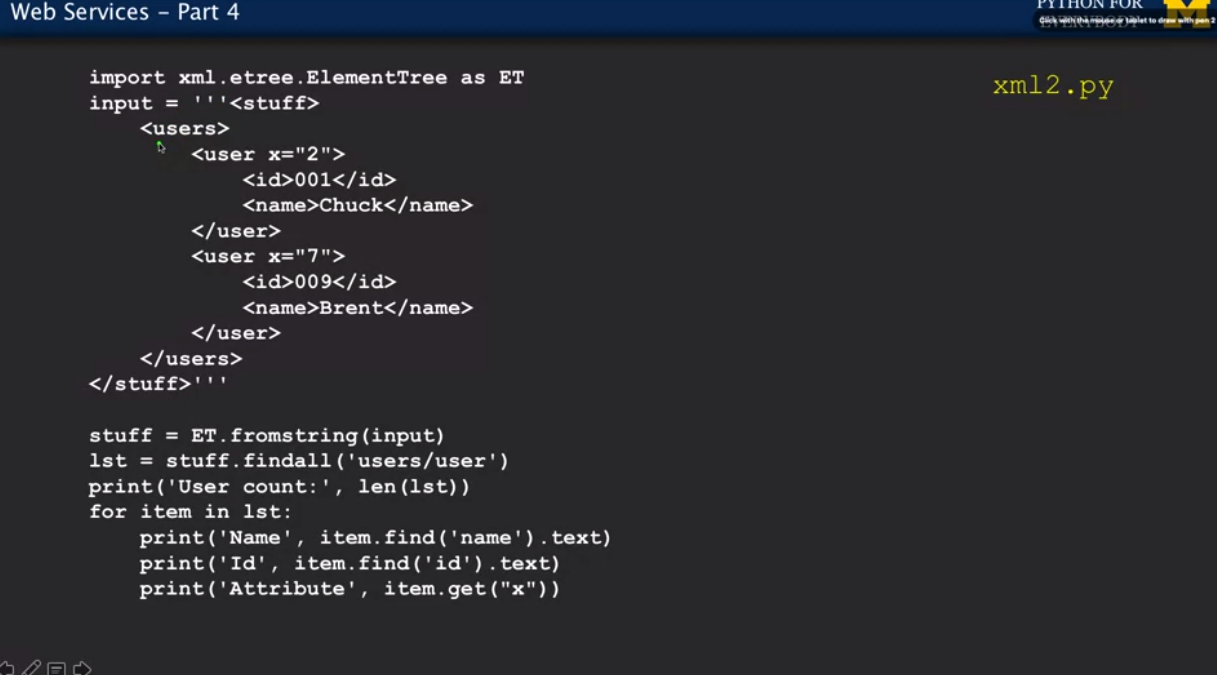 Web Services – Part 4
PYTHON FOR
EVERYBODY
Click with the mouse or tablet to draw with pen 2
xml2.py
import xml.etree.ElementTree as ET
input = '''<stuff>
    <users>
        <user x="2">
            <id>001</id>
            <name>Chuck</name>
        </user>
        <user x="7">
            <id>009</id>
            <name>Brent</name>
        </user>
    </users>
</stuff>'''

stuff = ET.fromstring(input)
lst = stuff.findall('users/user')
print('User count:', len(lst))
for item in lst:
    print('Name', item.find('name').text)
    print('Id', item.find('id').text)
    print('Attribute', item.get("x"))